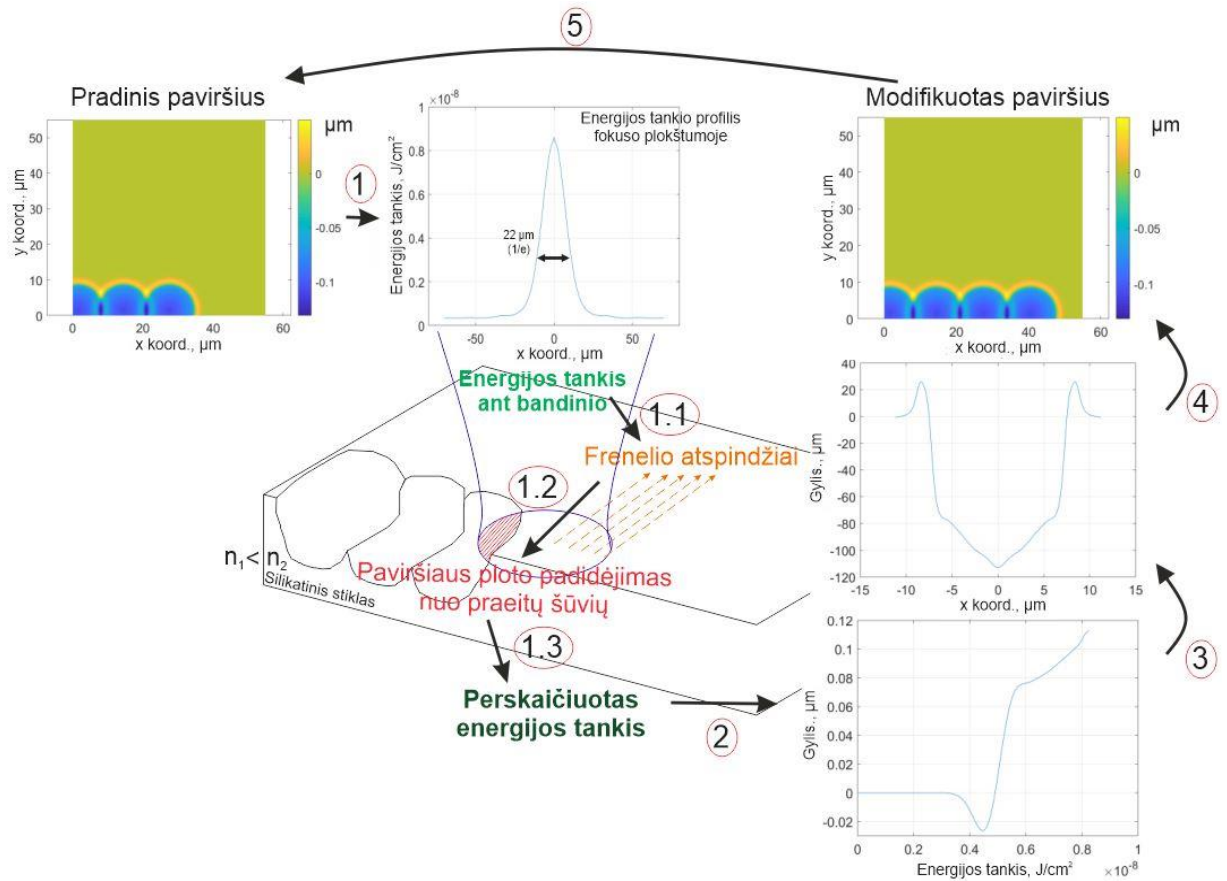 5
Pradinis paviršius
µm
0
-0.05
-0.1
y koord., µm
50
40
30
20
10
0
0
20
40
60
x koord., µm
1
×10⁻⁸
1
0.8
0.6
0.4
0.2
0
Energijos tankis, J/cm²
Energijos tankio profilis
fokuso plokštumoje
22 µm
(1/e)
-50
0
50
x koord., µm
Modifikuotas paviršius
µm
0
-0.05
-0.1
y koord., µm
50
40
30
20
10
0
0
20
40
60
x koord., µm
Energijos tankis
ant bandinio
1.1
Frenelio atspindžiai
1.2
n₁< n₂
Silikatinis stiklas
Paviršiaus ploto padidėjimas
nuo praeitų šūvių
1.3
Perskaičiuotas
energijos tankis
2
4
40
20
0
-20
-40
-60
-80
-100
-120
Gylis., µm
-15
-10
-5
0
5
10
15
x koord., µm
3
0.12
0.1
0.08
0.06
0.04
0.02
0
-0.02
Gylis., µm
0
0.2
0.4
0.6
0.8
1
Energijos tankis, J/cm²
×10⁻⁸